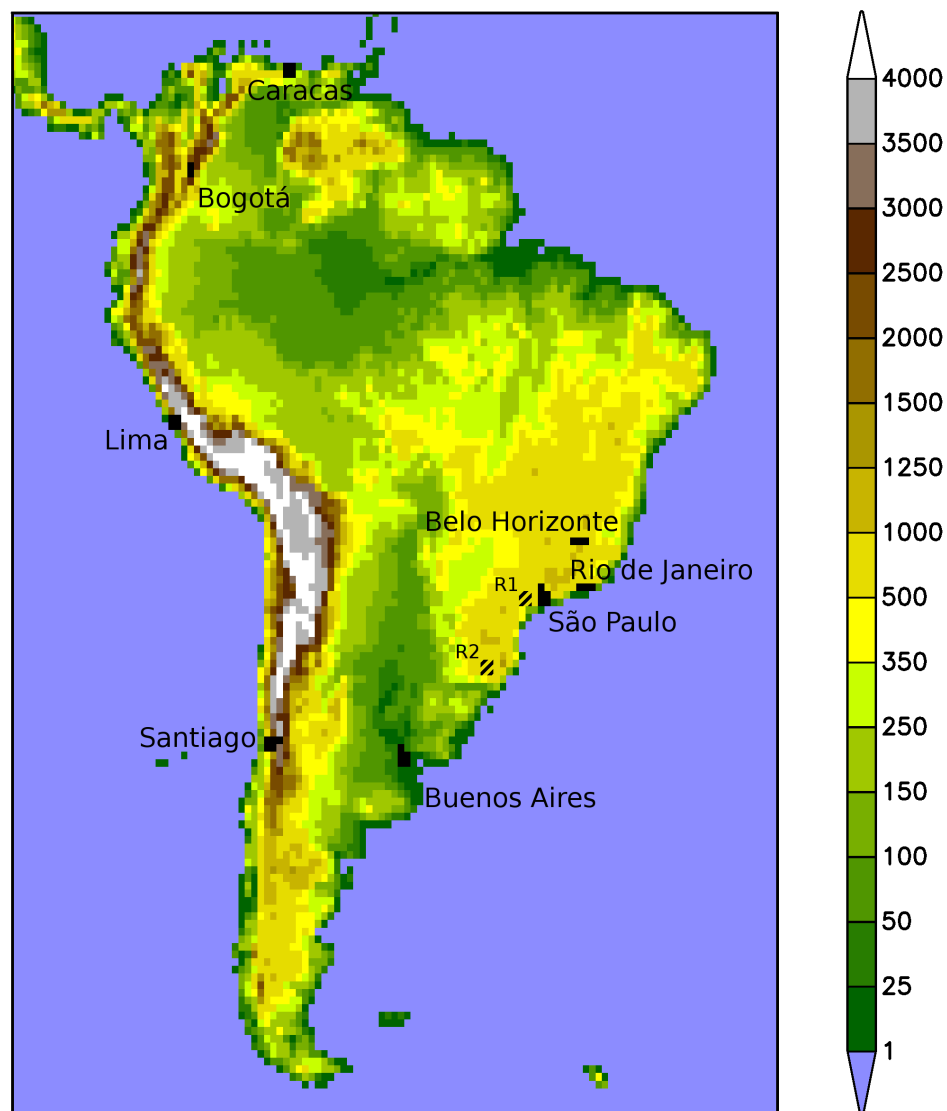 Caracas
Bogotá
Lima
Belo Horizonte
Rio de Janeiro
R1
São Paulo
R2
Santiago
Buenos Aires
4000
3500
3000
2500
2000
1500
1250
1000
500
350
250
150
100
50
25
1